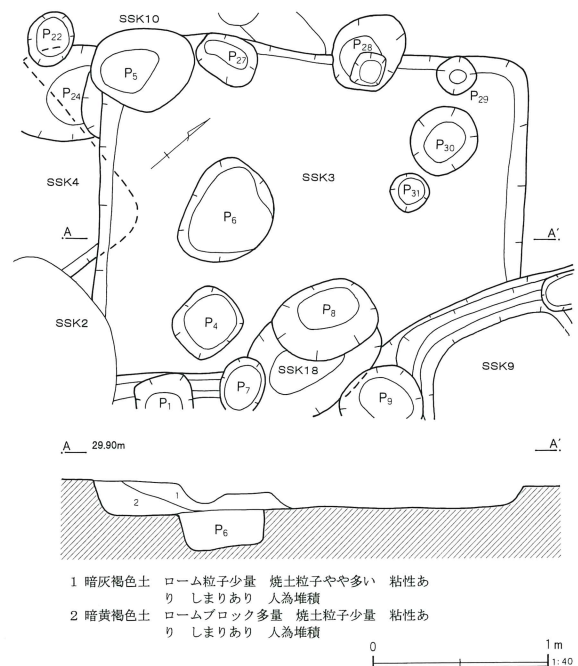 SSK10
P22
P5
P27
P28
P24
P29
P30
SSK4
SSK3
P31
P6
A
A′
SSK2
P4
P8
SSK18
SSK9
P1
P7
P9
A 29.90m
A′
1
2
P6
1 暗灰褐色土 ローム粒子少量 焼土粒子やや多い 粘性あ
り しまりあり 人為堆積
2 暗黄褐色土 ロームブロック多量 焼土粒子少量 粘性あ
り しまりあり 人為堆積
0 1m
1:40